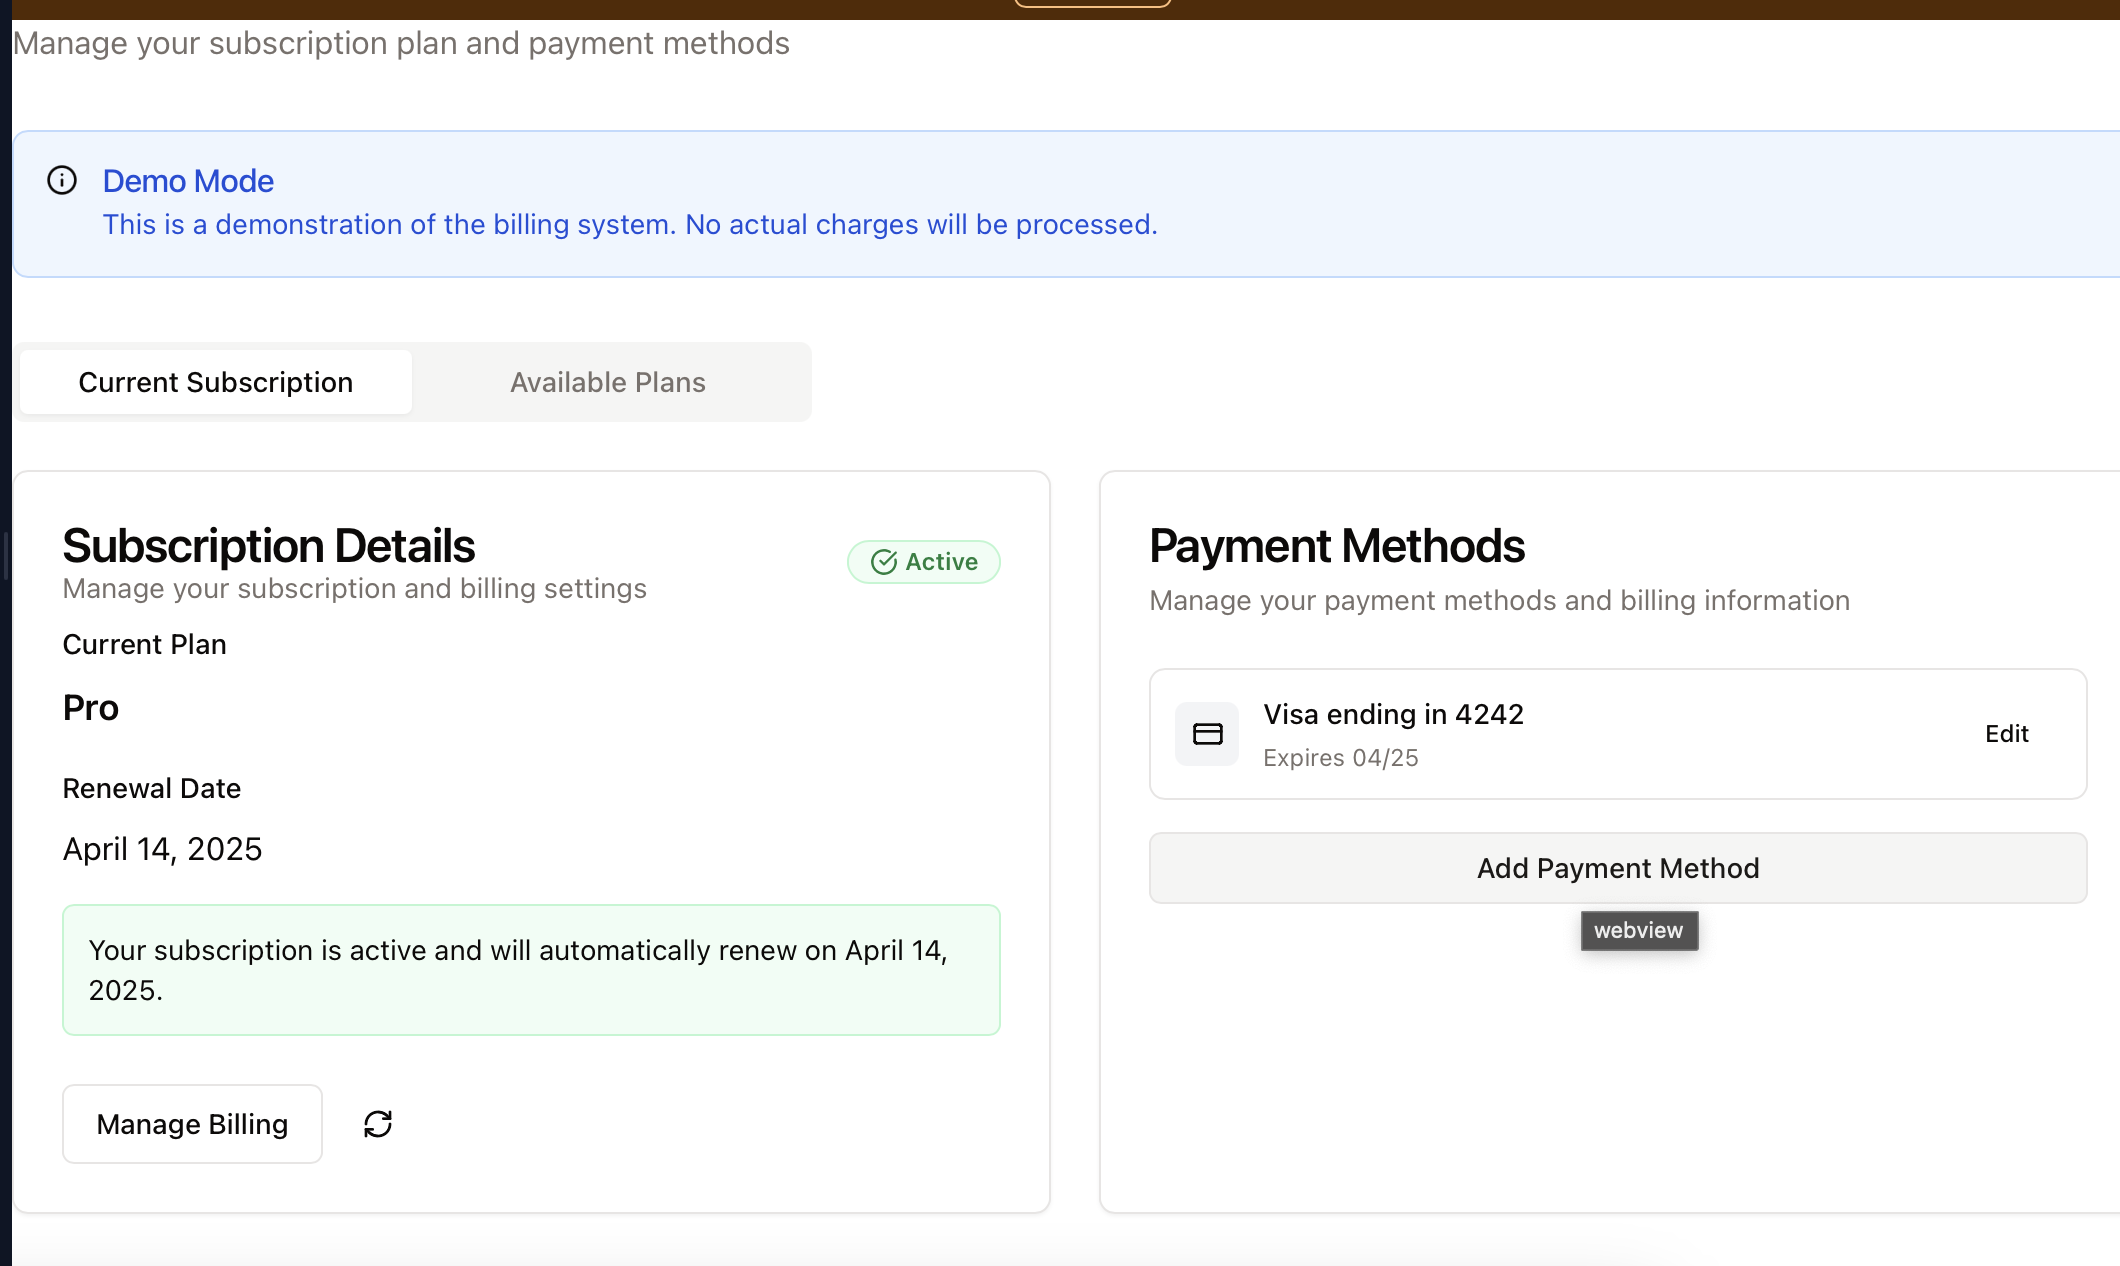 Manage your subscription plan and payment methods
Demo Mode
This is a demonstration of the billing system. No actual charges will be processed.
Current Subscription
Available Plans
Subscription Details
Active
Manage your subscription and billing settings
Current Plan
Pro
Renewal Date
April 14, 2025
Your subscription is active and will automatically renew on April 14,
2025.
Manage Billing
Payment Methods
Manage your payment methods and billing information
Visa ending in 4242
Expires 04/25
Edit
Add Payment Method
webview